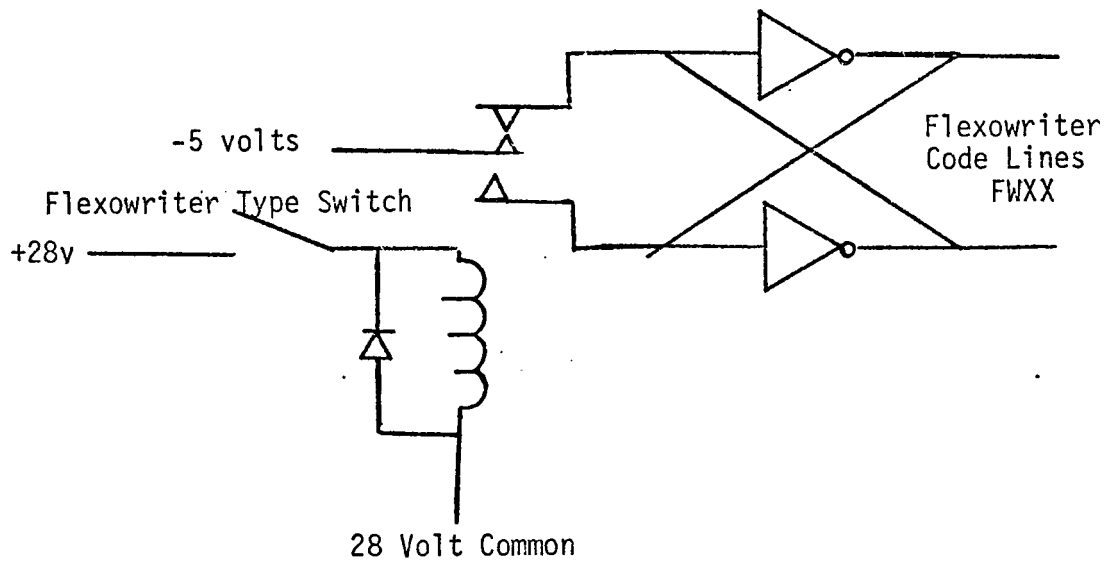 -5 volts
Flexowriter Type Switch
+28v
Flexowriter
Code Lines
FWXX
28 Volt Common